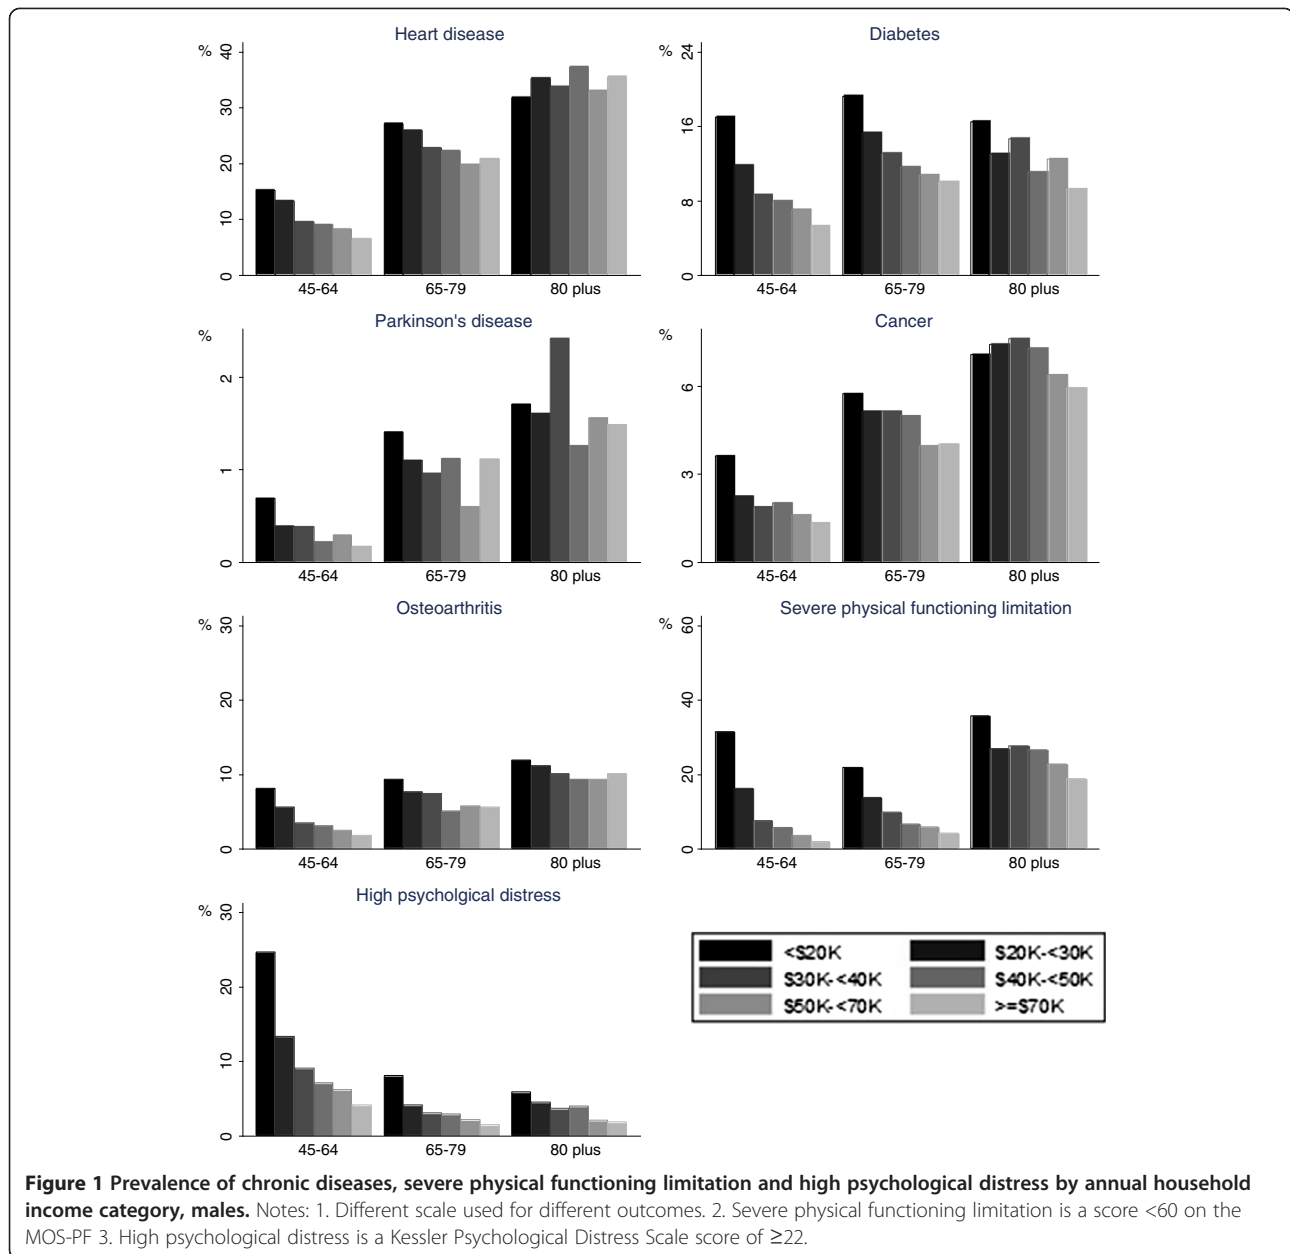 Heart disease
%
40
30
20
10
0
45-64 65-79 80 plus
Diabetes
%
24
16
8
0
45-64 65-79 80 plus
Parkinson's disease
%
2
1
0
45-64 65-79 80 plus
Cancer
%
6
3
0
45-64 65-79 80 plus
Osteoarthritis
%
30
20
10
0
45-64 65-79 80 plus
Severe physical functioning limitation
%
60
40
20
0
45-64 65-79 80 plus
High psycholgical distress
%
30
20
10
0
45-64 65-79 80 plus
<$20K $20K-<30K
$30K-<40K $40K-<50K
$50K-<70K >=$70K
Figure 1 Prevalence of chronic diseases, severe physical functioning limitation and high psychological distress by annual household
income category, males. Notes: 1. Different scale used for different outcomes. 2. Severe physical functioning limitation is a score <60 on the
MOS-PF 3. High psychological distress is a Kessler Psychological Distress Scale score of ≥22.